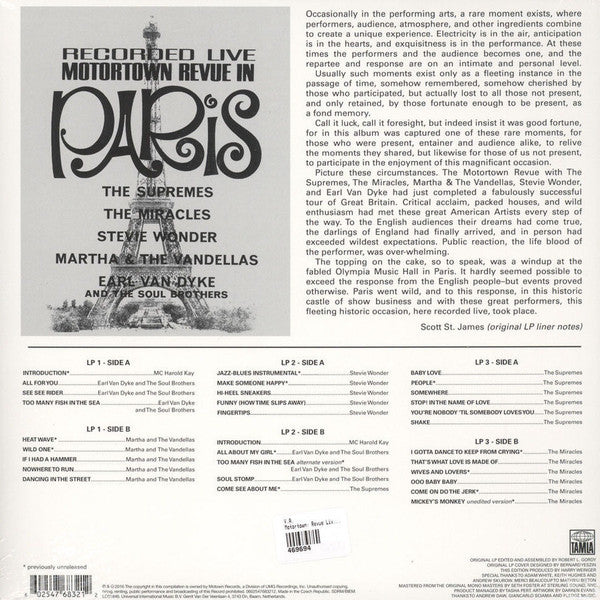 RECORDED LIVE
MOTORTOWN REVUE IN
PARIS
THE SUPREMES
THE MIRACLES
STEVIE WONDER
MARTHA & THE VANDELLAS
EARL VAN DYKE
AND THE SOUL BROTHERS
Occasionally in the performing arts, a rare moment exists, where
performers, audience, atmosphere, and other ingredients combine
to create a unique experience. Electricity is in the air, anticipation
is in the hearts, and exquisitness is in the performance. At these
times the performers and the audience becomes one, and the
repartee and response are on an intimate and personal level.
Usually such moments exist only as a fleeting instance in the
passage of time, somehow remembered, somehow cherished by
those who participated, but actually lost to all those not present,
and only retained, by those fortunate enough to be present, as
a fond memory.
Call it luck, call it foresight, but indeed insist it was good fortune,
for in this album was captured one of these rare moments, for
those who were present, entainer and audience alike, to relive
the moments they shared, but likewise for those of us not present,
to participate in the enjoyment of this magnificent occasion.
Picture these circumstances. The Motortown Revue with The
Supremes, The Miracles, Martha & The Vandellas, Stevie Wonder,
and Earl Van Dyke had just completed a fabulously successful
tour of Great Britain. Critical acclaim, packed houses, and wild
enthusiasm had met these great American Artists every step of
the way. To the English audiences their dreams had come true,
the darlings of England had finally arrived, and in person had
exceeded wildest expectations. Public reaction, the life blood of
the performer, was over-whelming.
The topping on the cake, so to speak, was a windup at the
fabled Olympia Music Hall in Paris. It hardly seemed possible to
exceed the response from the English people–but events proved
otherwise. Paris went wild, and to this response, in this historic
castle of show business and with these great performers, this
fleeting historic occasion, here recorded live, took place.
Scott St. James (original LP liner notes)
LP 1 - SIDE A
INTRODUCTION* MC Harold Kay
ALL FOR YOU Earl Van Dyke and The Soul Brothers
SEE SEE RIDER Earl Van Dyke and The Soul Brothers
TOO MANY FISH IN THE SEA Earl Van Dyke
and The Soul Brothers
LP 1 - SIDE B
HEAT WAVE* Martha and The Vandellas
WILD ONE* Martha and The Vandellas
IF I HAD A HAMMER Martha and The Vandellas
NOWHERE TO RUN Martha and The Vandellas
DANCING IN THE STREET Martha and The Vandellas
LP 2 - SIDE A
JAZZ-BLUES INSTRUMENTAL* Stevie Wonder
MAKE SOMEONE HAPPY* Stevie Wonder
HI-HEEL SNEAKERS Stevie Wonder
FUNNY (HOW TIME SLIPS AWAY) Stevie Wonder
FINGERTIPS Stevie Wonder
LP 2 - SIDE B
INTRODUCTION MC Harold Kay
ALL ABOUT MY GIRL* Earl Van Dyke and The Soul Brothers
TOO MANY FISH IN THE SEA alternate version*
Earl Van Dyke and The Soul Brothers
SOUL STOMP Earl Van Dyke and The Soul Brothers
COME SEE ABOUT ME* The Supremes
LP 3 - SIDE A
BABY LOVE The Supremes
PEOPLE* The Supremes
SOMEWHERE The Supremes
STOP! IN THE NAME OF LOVE The Supremes
YOU'RE NOBODY 'TIL SOMEBODY LOVES YOU The Supremes
SHAKE The Supremes
LP 3 - SIDE B
I GOTTA DANCE TO KEEP FROM CRYING* The Miracles
THAT'S WHAT LOVE IS MADE OF The Miracles
WIVES AND LOVERS* The Miracles
OOO BABY BABY The Miracles
COME ON DO THE JERK* The Miracles
MICKEY'S MONKEY unedited version* The Miracles
* previously unreleased
6 02547 68321 2
V.A.
Motortown Revue Liv...
469694
TAMLA
ORIGINAL LP EDITED AND ASSEMBLED BY ROBERT L. GORDY
ORIGINAL LP COVER DESIGNED BY BERNARD YESZIN
THIS EDITION PRODUCED BY HARRY WEINGER